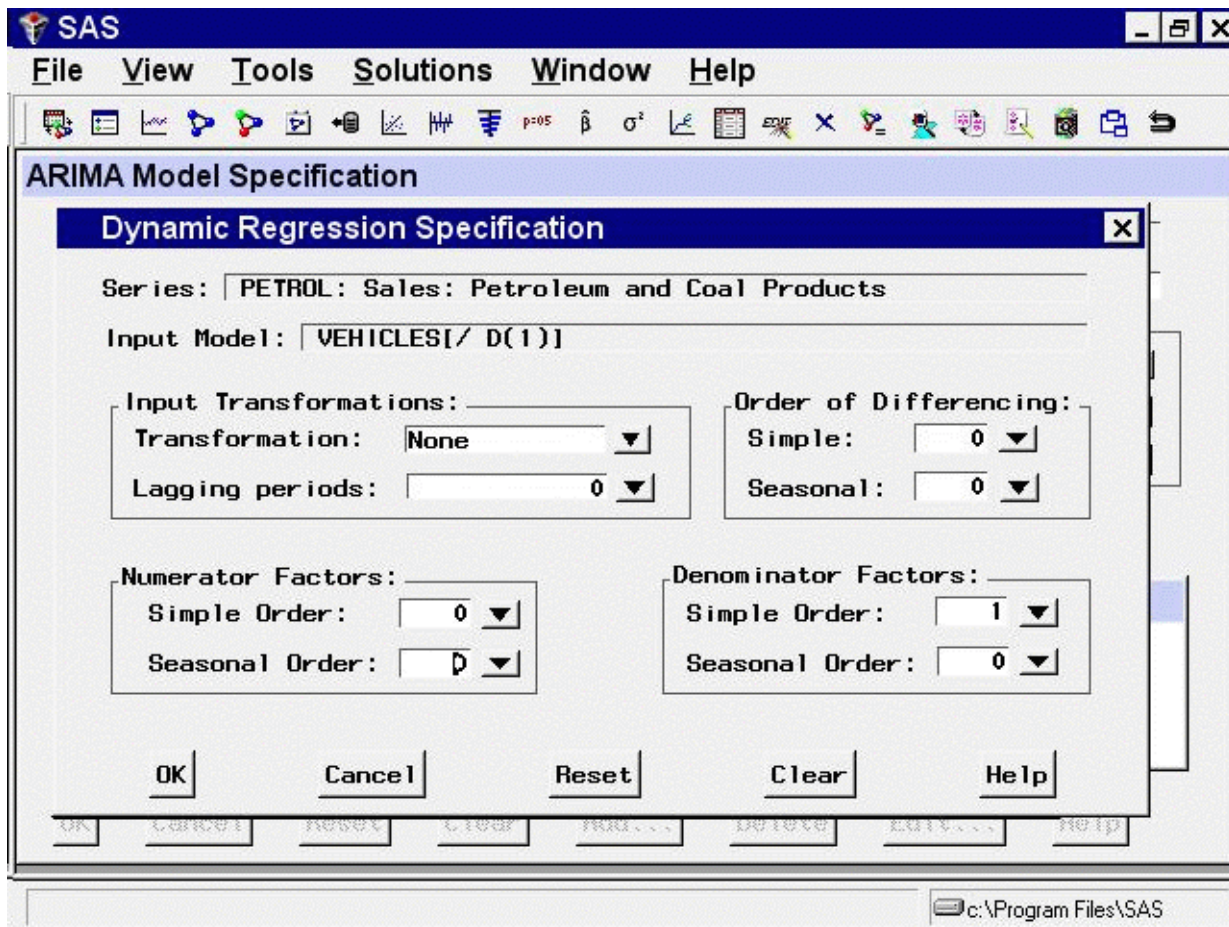 SAS
File View Tools Solutions Window Help
p=05 β̂ σ² EDIT
ARIMA Model Specification
Dynamic Regression Specification
Series: PETROL: Sales: Petroleum and Coal Products
Input Model: VEHICLES[/ D(1)]
Input Transformations: Order of Differencing:
Transformation: None Simple: 0
Lagging periods: 0 Seasonal: 0
Numerator Factors: Denominator Factors:
Simple Order: 0 Simple Order: 1
Seasonal Order: Seasonal Order: 0
OK Cancel Reset Clear Help
OK Cancel Reset Clear Add... Delete Edit... Help
c:\Program Files\SAS